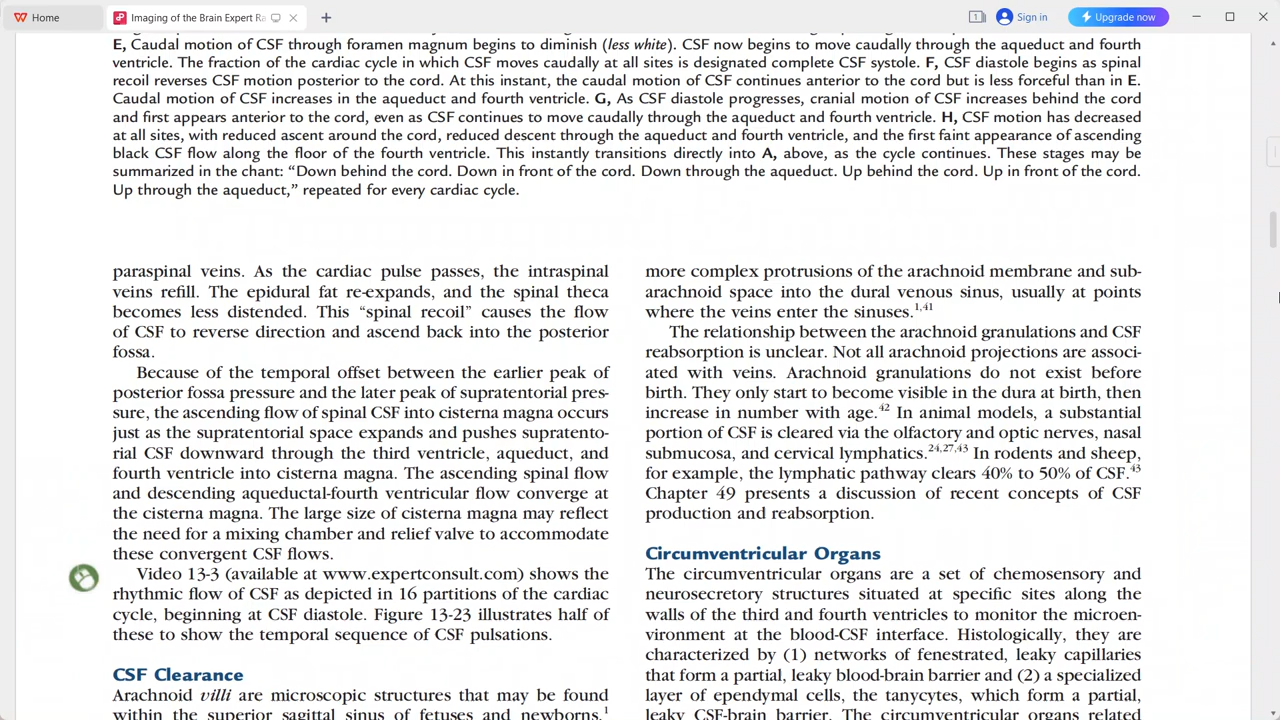 Home
Imaging of the Brain Expert Ra
1
Sign in
Upgrade now
E, Caudal motion of CSF through foramen magnum begins to diminish (less white). CSF now begins to move caudally through the aqueduct and fourth
ventricle. The fraction of the cardiac cycle in which CSF moves caudally at all sites is designated complete CSF systole. F, CSF diastole begins as spinal
recoil reverses CSF motion posterior to the cord. At this instant, the caudal motion of CSF continues anterior to the cord but is less forceful than in E.
Caudal motion of CSF increases in the aqueduct and fourth ventricle. G, As CSF diastole progresses, cranial motion of CSF increases behind the cord
and first appears anterior to the cord, even as CSF continues to move caudally through the aqueduct and fourth ventricle. H, CSF motion has decreased
at all sites, with reduced ascent around the cord, reduced descent through the aqueduct and fourth ventricle, and the first faint appearance of ascending
black CSF flow along the floor of the fourth ventricle. This instantly transitions directly into A, above, as the cycle continues. These stages may be
summarized in the chant: “Down behind the cord. Down in front of the cord. Down through the aqueduct. Up behind the cord. Up in front of the cord.
Up through the aqueduct,” repeated for every cardiac cycle.
paraspinal veins. As the cardiac pulse passes, the intraspinal
veins refill. The epidural fat re-expands, and the spinal theca
becomes less distended. This “spinal recoil” causes the flow
of CSF to reverse direction and ascend back into the posterior
fossa.
Because of the temporal offset between the earlier peak of
posterior fossa pressure and the later peak of supratentorial pres-
sure, the ascending flow of spinal CSF into cisterna magna occurs
just as the supratentorial space expands and pushes supratento-
rial CSF downward through the third ventricle, aqueduct, and
fourth ventricle into cisterna magna. The ascending spinal flow
and descending aqueductal-fourth ventricular flow converge at
the cisterna magna. The large size of cisterna magna may reflect
the need for a mixing chamber and relief valve to accommodate
these convergent CSF flows.
Video 13-3 (available at www.expertconsult.com) shows the
rhythmic flow of CSF as depicted in 16 partitions of the cardiac
cycle, beginning at CSF diastole. Figure 13-23 illustrates half of
these to show the temporal sequence of CSF pulsations.
CSF Clearance
Arachnoid villi are microscopic structures that may be found
within the superior sagittal sinus of fetuses and newborns.1
more complex protrusions of the arachnoid membrane and sub-
arachnoid space into the dural venous sinus, usually at points
where the veins enter the sinuses.1,41
The relationship between the arachnoid granulations and CSF
reabsorption is unclear. Not all arachnoid projections are associ-
ated with veins. Arachnoid granulations do not exist before
birth. They only start to become visible in the dura at birth, then
increase in number with age.42 In animal models, a substantial
portion of CSF is cleared via the olfactory and optic nerves, nasal
submucosa, and cervical lymphatics.24,27,43 In rodents and sheep,
for example, the lymphatic pathway clears 40% to 50% of CSF.43
Chapter 49 presents a discussion of recent concepts of CSF
production and reabsorption.
Circumventricular Organs
The circumventricular organs are a set of chemosensory and
neurosecretory structures situated at specific sites along the
walls of the third and fourth ventricles to monitor the microen-
vironment at the blood-CSF interface. Histologically, they are
characterized by (1) networks of fenestrated, leaky capillaries
that form a partial, leaky blood-brain barrier and (2) a specialized
layer of ependymal cells, the tanycytes, which form a partial,
leaky CSF-brain barrier. The circumventricular organs related